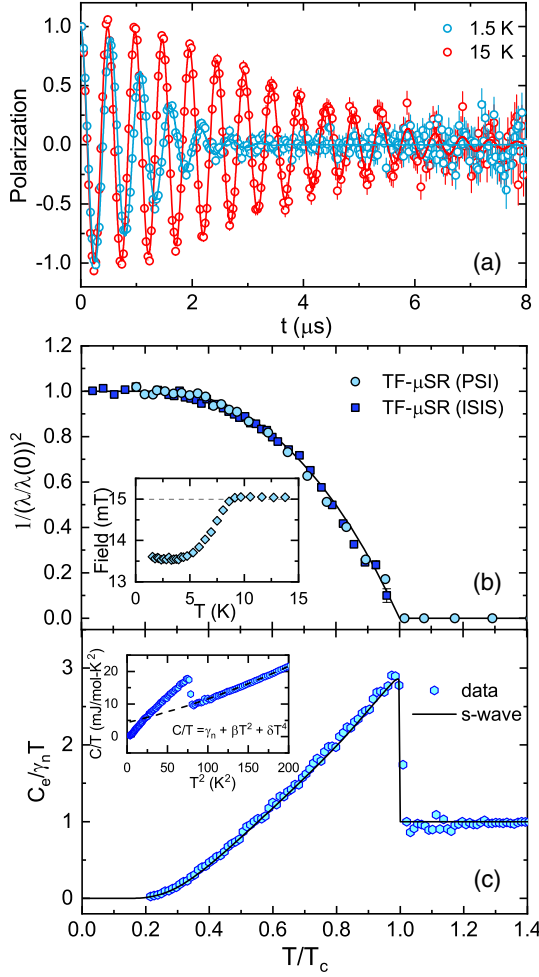 1.5 K
15 K
1.0
0.5
0.0
-0.5
-1.0
Polarization
(a)
0 2 4 6 8
t (μs)
1.2
1.0
0.8
0.6
0.4
0.2
0.0
1/(λ/λ(0))²
TF-μSR (PSI)
TF-μSR (ISIS)
15
14
13
Field (mT)
0 5 10 15
T (K)
(b)
3
2
1
0
Cₑ/γₙT
20
10
0
C/T (mJ/mol-K²)
C/T = γₙ + βT² + δT⁴
0 50 100 150 200
T² (K²)
data
s-wave
(c)
0.0 0.2 0.4 0.6 0.8 1.0 1.2 1.4
T/T_c